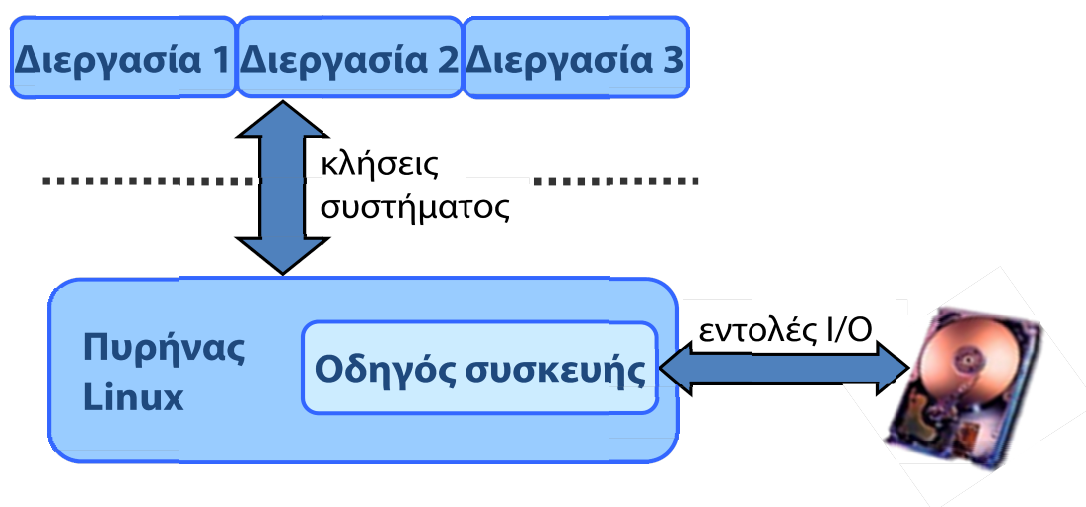 Διεργασία 1 Διεργασία 2 Διεργασία 3
κλήσεις
συστήματος
εντολές I/O
Πυρήνας
Linux
Οδηγός συσκευής